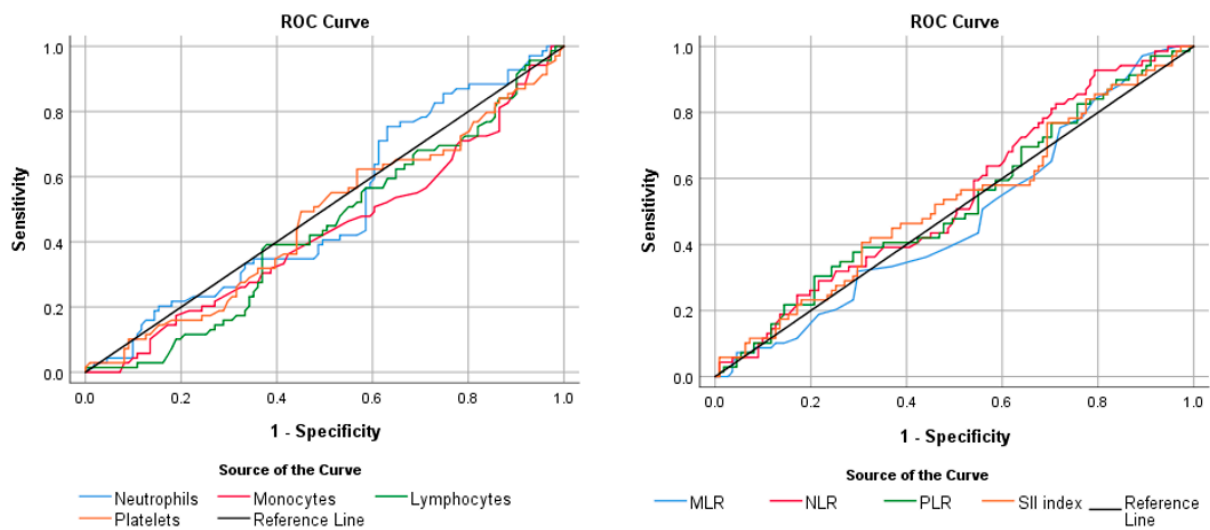 ROC Curve
1.0
0.8
0.6
0.4
0.2
0.0
Sensitivity
0.0 0.2 0.4 0.6 0.8 1.0
1 - Specificity
Source of the Curve
Neutrophils Monocytes Lymphocytes
Platelets Reference Line
ROC Curve
1.0
0.8
0.6
0.4
0.2
0.0
Sensitivity
0.0 0.2 0.4 0.6 0.8 1.0
1 - Specificity
Source of the Curve
MLR NLR PLR SII index Reference
Line